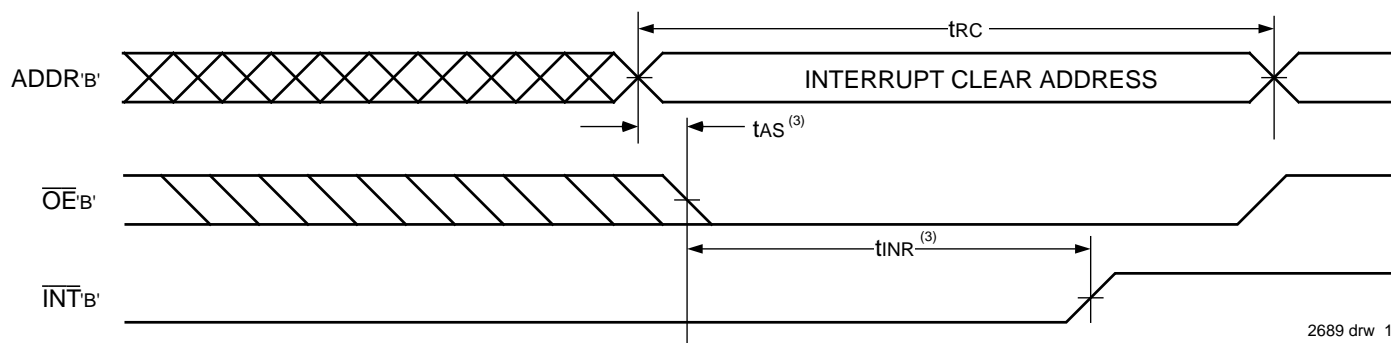 tRC
ADDR'B'
INTERRUPT CLEAR ADDRESS
tAS (3)
OE'B'
tINR (3)
INT'B'
2689 drw 1